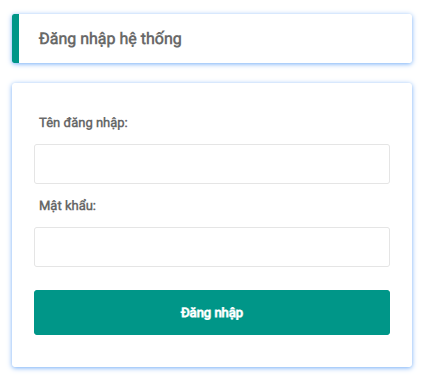 Đăng nhập hệ thống
Tên đăng nhập:
Mật khẩu:
Đăng nhập